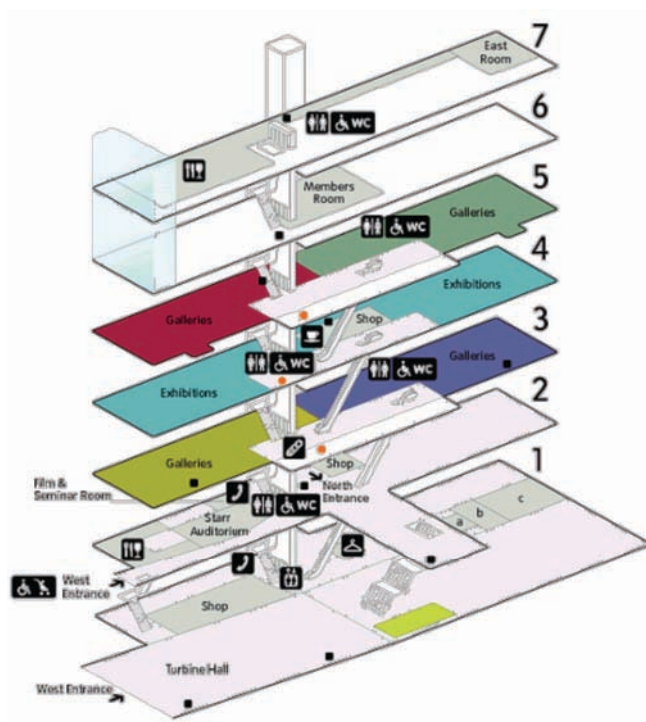 7
East
Room
WC
6
Members
Room
5
Galleries
WC
4
Galleries
Exhibitions
Shop
3
WC
Galleries
WC
Exhibitions
2
Galleries
Shop
1
Film &
Seminar Room
North
Entrance
WC
Starr
Auditorium
a
b
c
West
Entrance
Shop
Turbine Hall
West Entrance